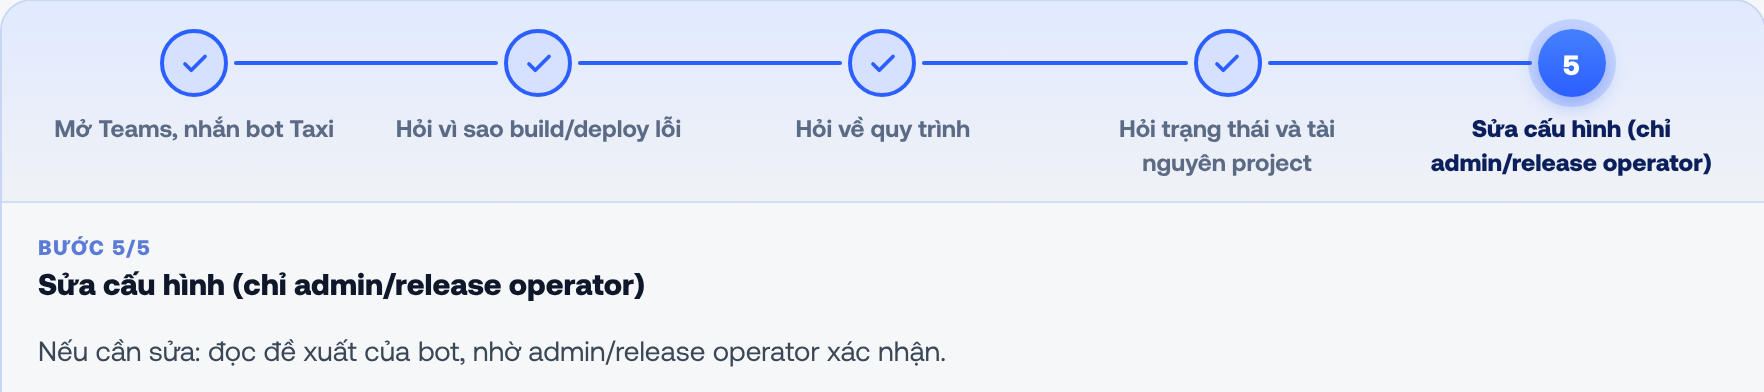 5
Mở Teams, nhắn bot Taxi
Hỏi vì sao build/deploy lỗi
Hỏi về quy trình
Hỏi trạng thái và tài
nguyên project
Sửa cấu hình (chỉ
admin/release operator)
BƯỚC 5/5
Sửa cấu hình (chỉ admin/release operator)
Nếu cần sửa: đọc đề xuất của bot, nhờ admin/release operator xác nhận.